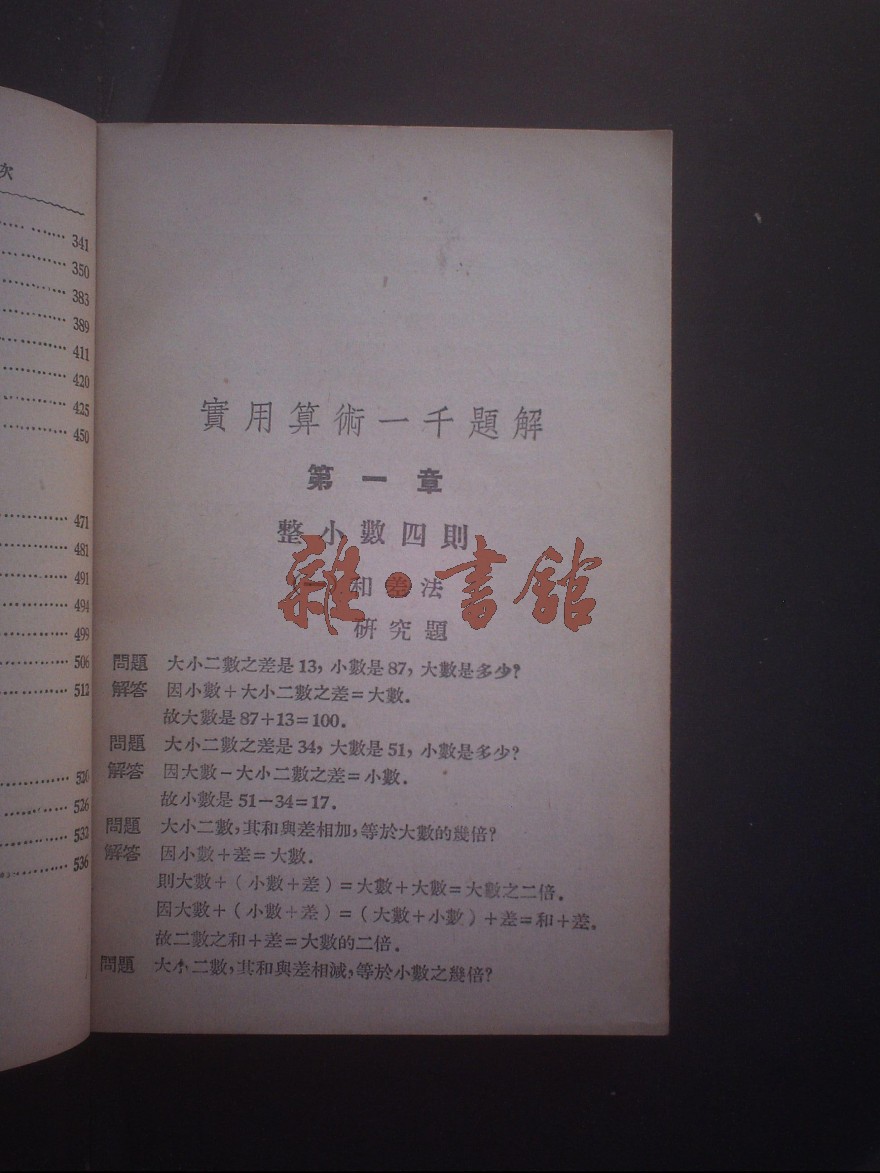 次
341
350
383
389
411
420
425
450
471
481
491
494
499
506
512
520
526
532
536
實用算術一千題解
第一章
整小數四則
和差法
研究題
問題 大小二數之差是13, 小數是87, 大數是多少?
解答 因小數+大小二數之差=大數.
故大數是87+13=100.
問題 大小二數之差是34, 大數是51, 小數是多少?
解答 因大數-大小二數之差=小數.
故小數是51-34=17.
問題 大小二數,其和與差相加,等於大數的幾倍?
解答 因小數+差=大數.
則大數+(小數+差)=大數+大數=大數之二倍.
因大數+(小數+差)=(大數+小數)+差=和+差.
故二數之和+差=大數的二倍.
問題 大小二數,其和與差相減,等於小數之幾倍?
雜·書館